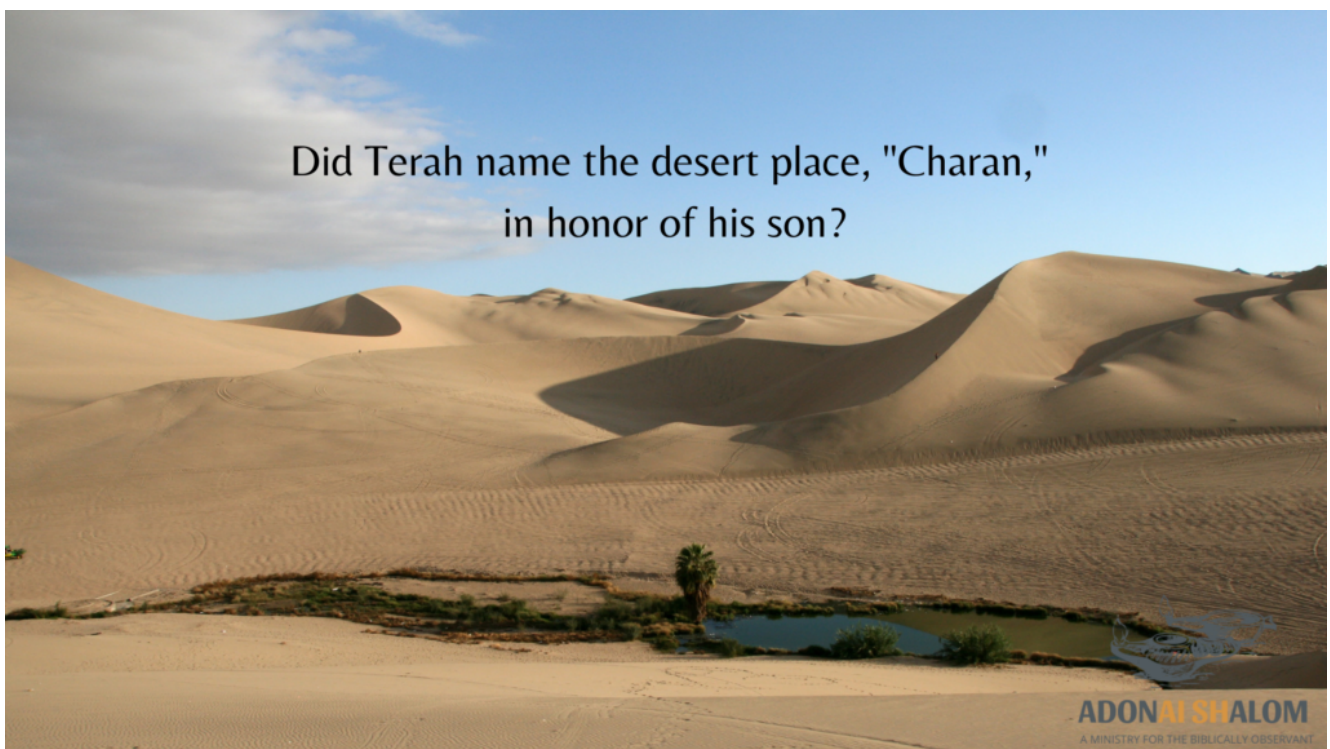 Did Terah name the desert place, "Charan,"
in honor of his son?
ADONAI SHALOM
A MINISTRY FOR THE BIBLICALLY OBSERVANT